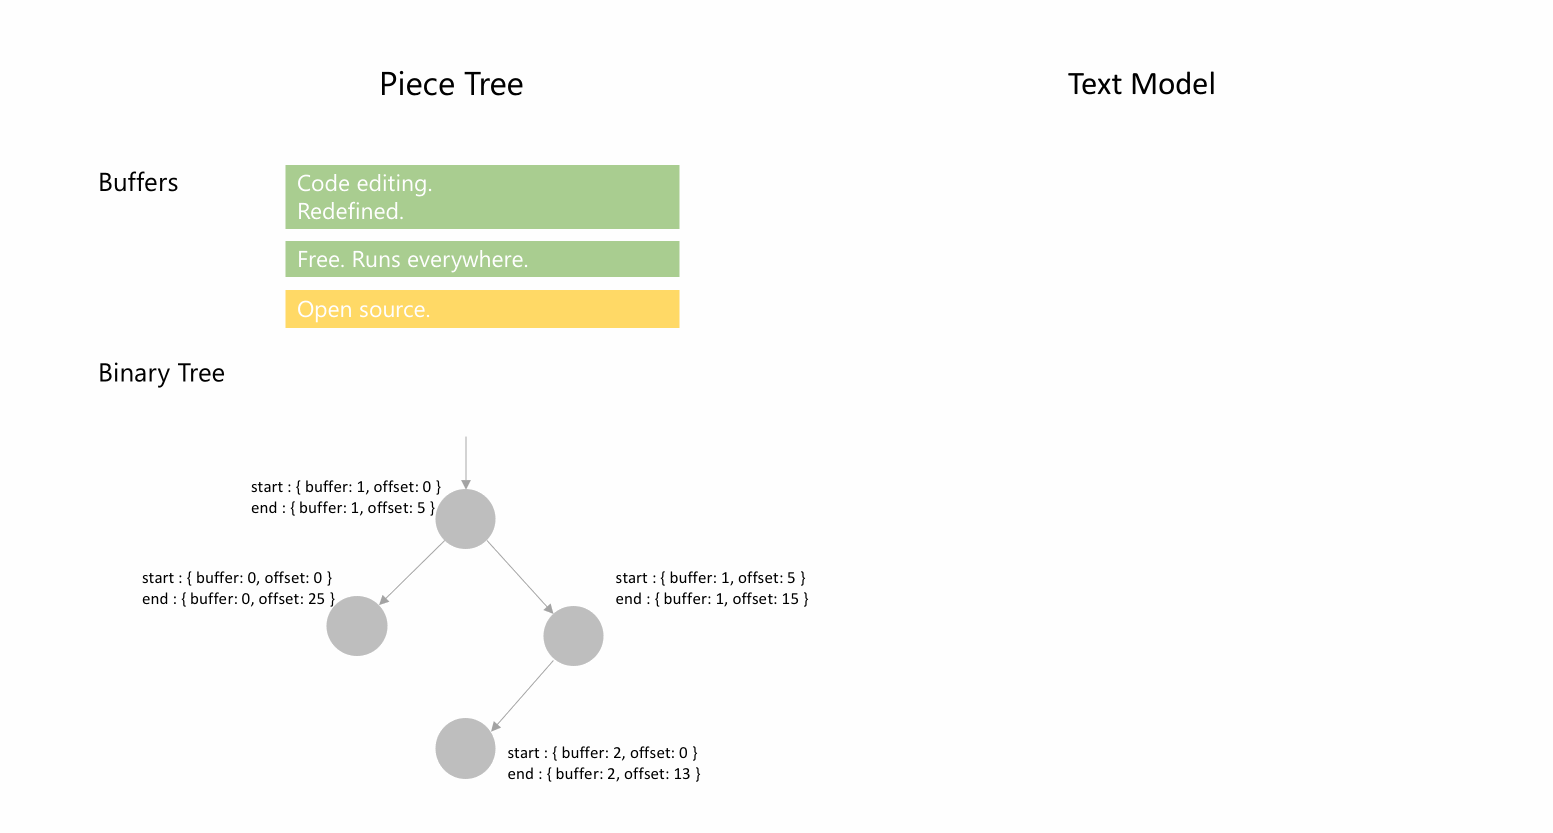 Piece Tree
Text Model
Buffers
Code editing.
Redefined.
Free. Runs everywhere.
Open source.
Binary Tree
start : { buffer: 1, offset: 0 }
end : { buffer: 1, offset: 5 }
start : { buffer: 0, offset: 0 }
end : { buffer: 0, offset: 25 }
start : { buffer: 1, offset: 5 }
end : { buffer: 1, offset: 15 }
start : { buffer: 2, offset: 0 }
end : { buffer: 2, offset: 13 }